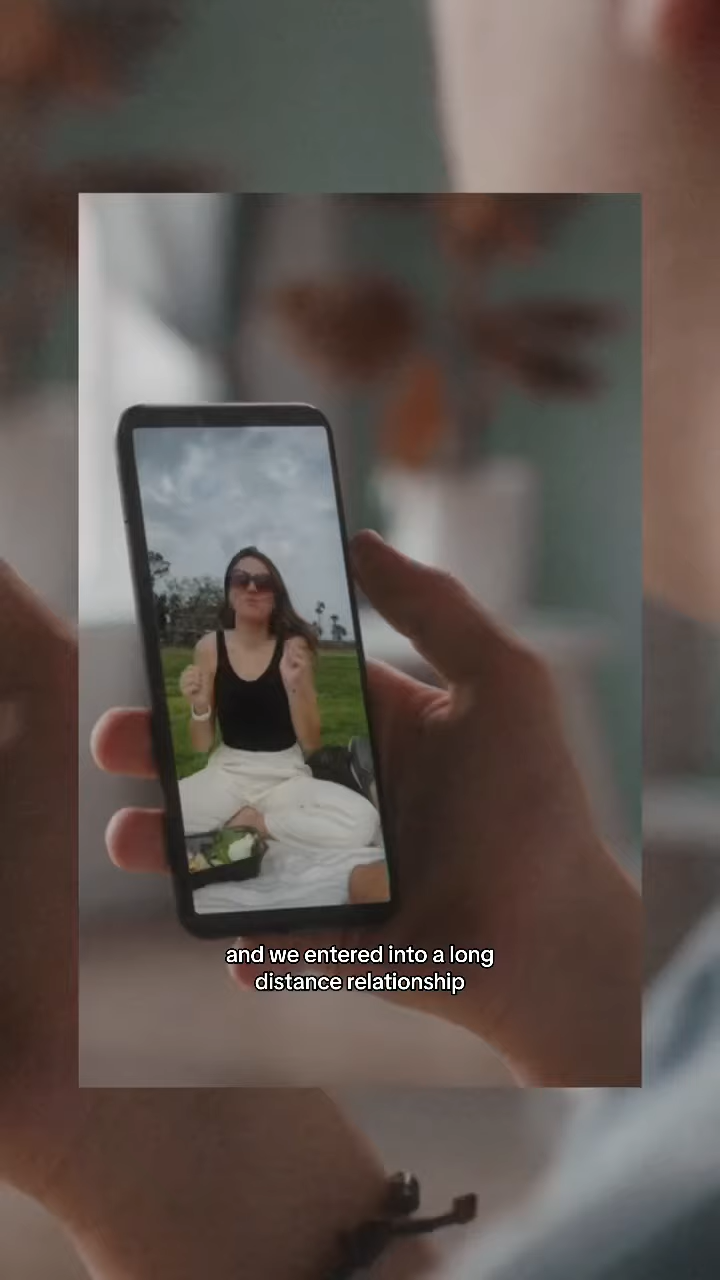 and we entered into a long
distance relationship